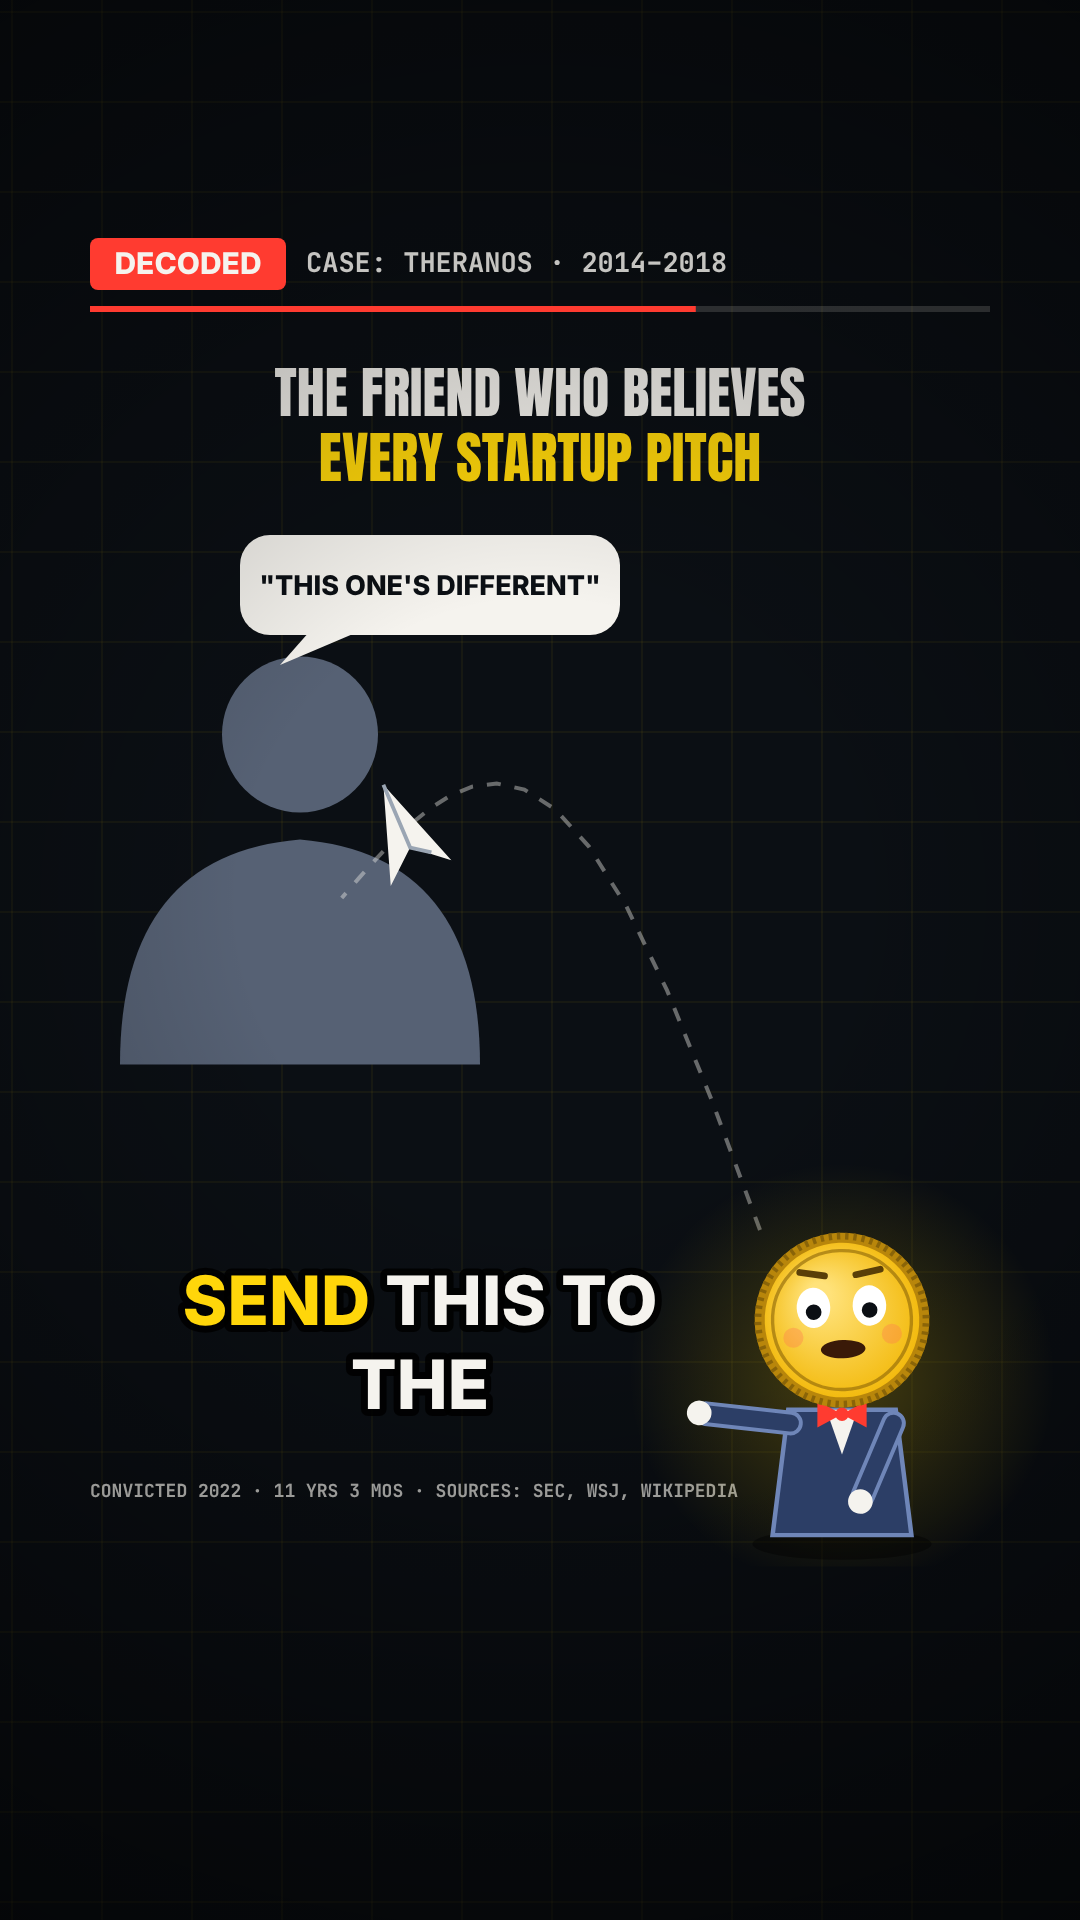 DECODED CASE: THERANOS · 2014–2018
THE FRIEND WHO BELIEVES
EVERY STARTUP PITCH
"THIS ONE'S DIFFERENT"
SEND THIS TO
THE
CONVICTED 2022 · 11 YRS 3 MOS · SOURCES: SEC, WSJ, WIKIPEDIA